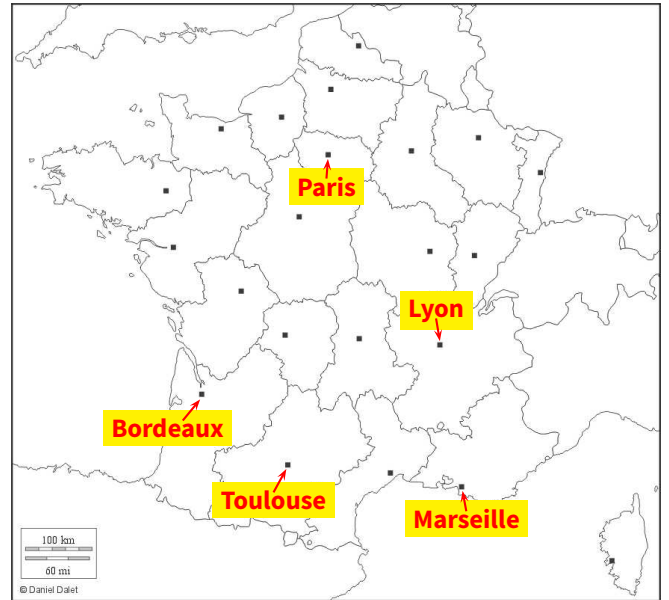 Paris
Lyon
Bordeaux
Toulouse
Marseille
100 km
60 mi
© Daniel Dalet